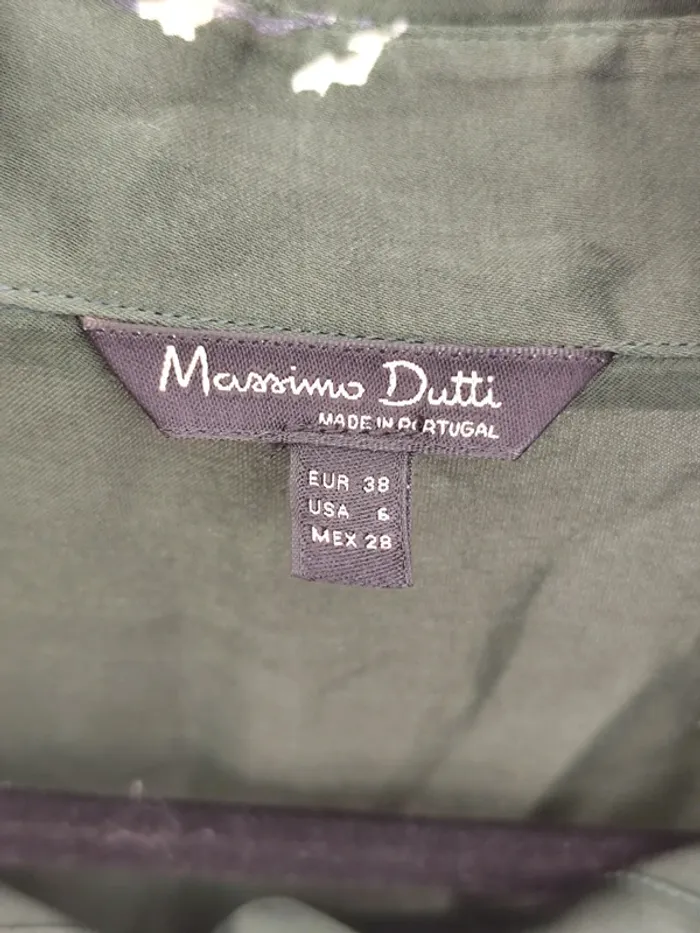 Massimo Dutti
MADE IN PORTUGAL
EUR 38
USA 6
MEX 28